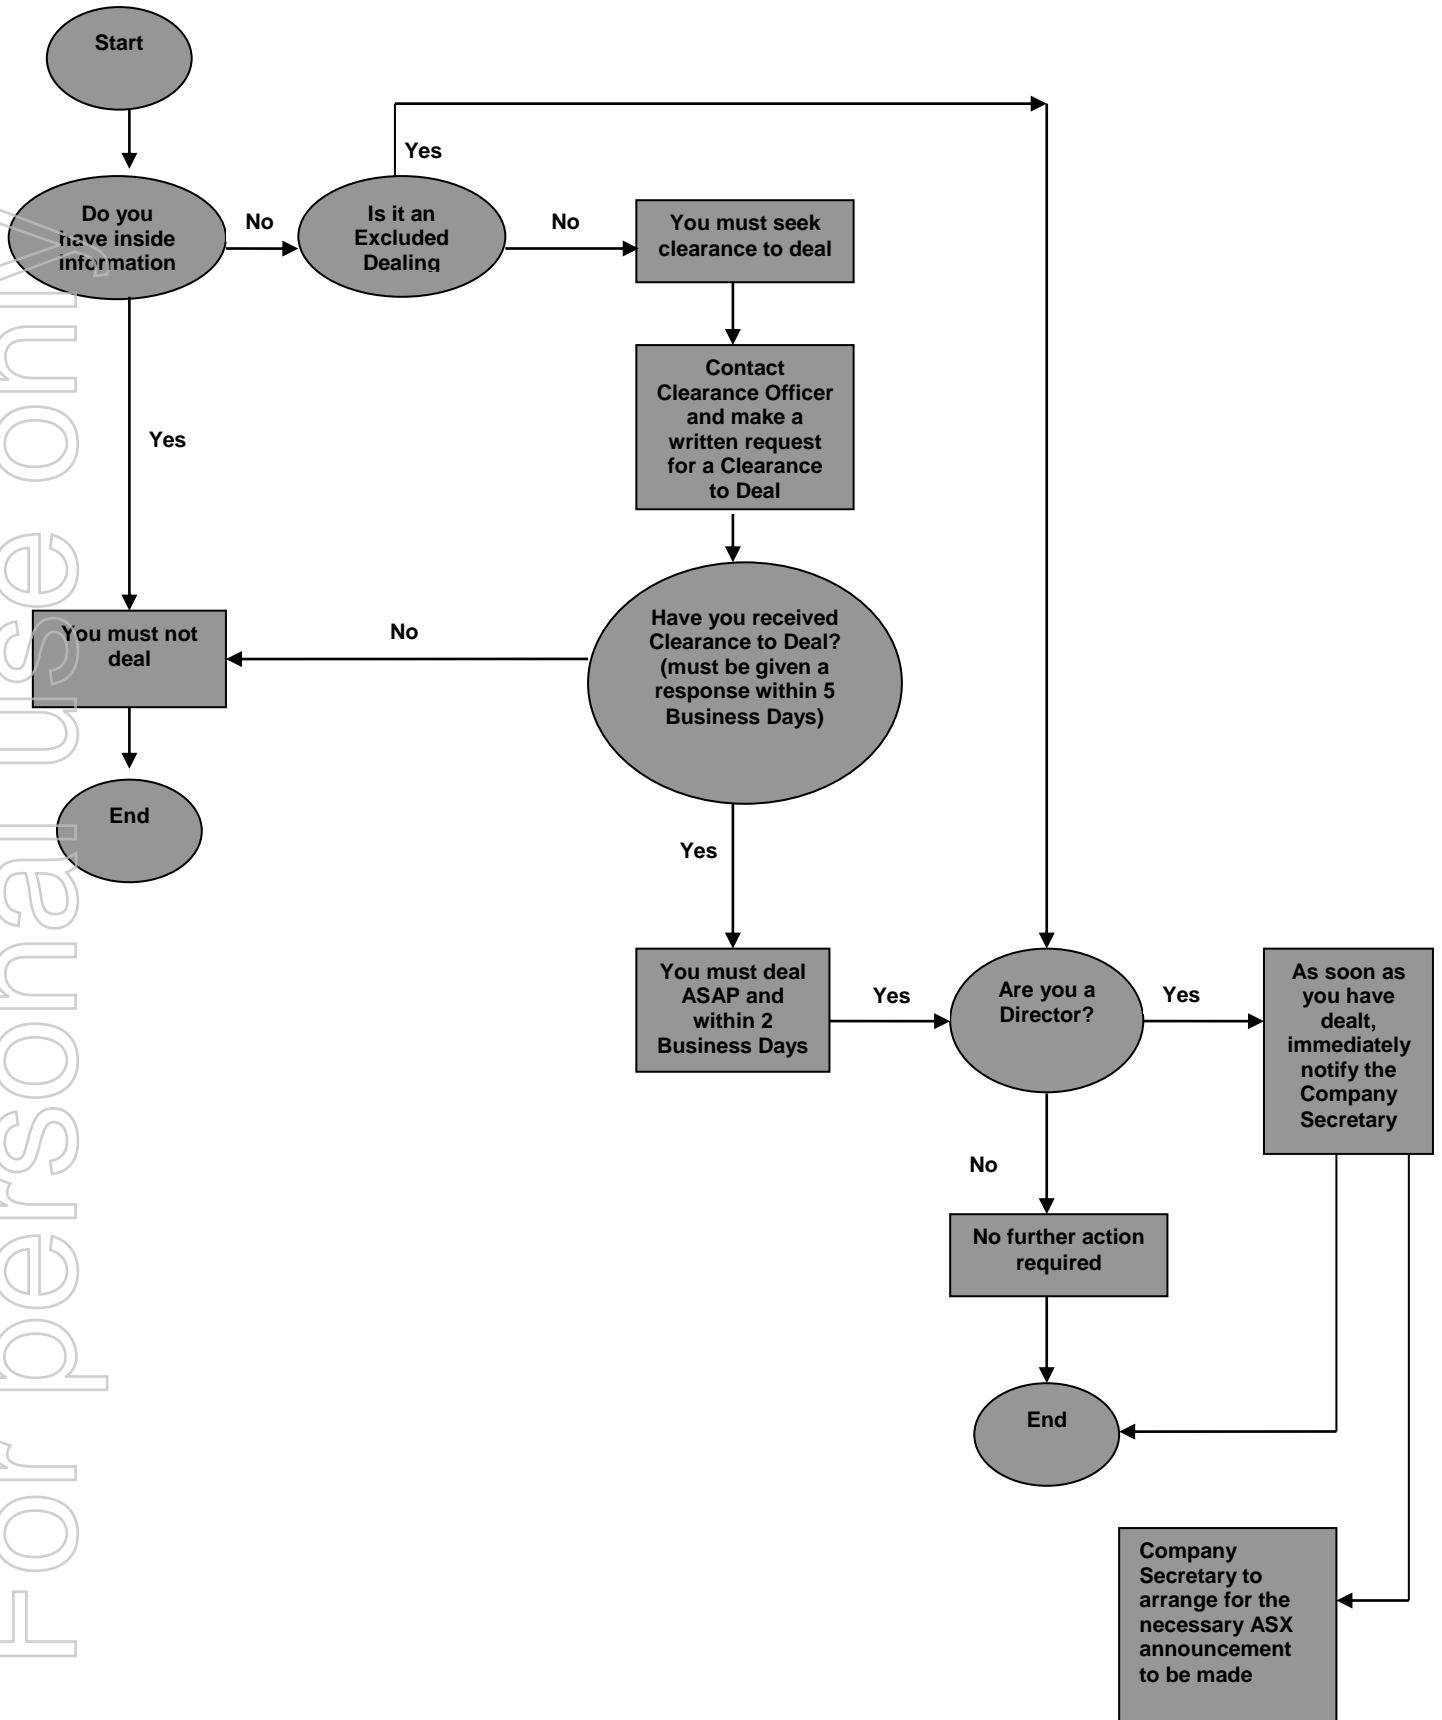 Start
Yes
Do you
have inside
information
No
Is it an
Excluded
Dealing
No
You must seek
clearance to deal
Contact
Clearance Officer
and make a
written request
for a Clearance
to Deal
Yes
Have you received
Clearance to Deal?
(must be given a
response within 5
Business Days)
No
You must not
deal
End
Yes
You must deal
ASAP and
within 2
Business Days
Yes
Are you a
Director?
Yes
As soon as
you have
dealt,
immediately
notify the
Company
Secretary
No
No further action
required
End
Company
Secretary to
arrange for the
necessary ASX
announcement
to be made
For personal use only